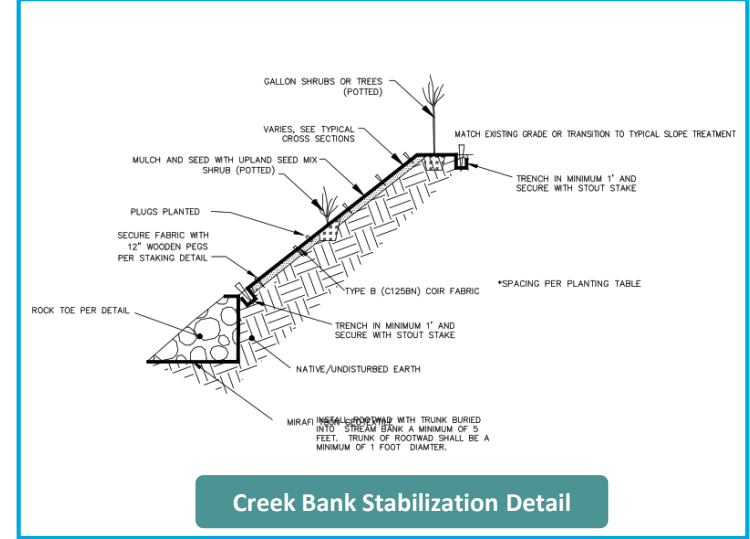 GALLON SHRUBS OR TREES
(POTTED)
VARIES, SEE TYPICAL
CROSS SECTIONS
MATCH EXISTING GRADE OR TRANSITION TO TYPICAL SLOPE TREATMENT
MULCH AND SEED WITH UPLAND SEED MIX
SHRUB (POTTED)
TRENCH IN MINIMUM 1' AND
SECURE WITH STOUT STAKE
PLUGS PLANTED
SECURE FABRIC WITH
12" WOODEN PEGS
PER STAKING DETAIL
TYPE B (C125BN) COIR FABRIC
*SPACING PER PLANTING TABLE
ROCK TOE PER DETAIL
TRENCH IN MINIMUM 1' AND
SECURE WITH STOUT STAKE
NATIVE/UNDISTURBED EARTH
MIRAFI
INSTALL ROOTWAD WITH TRUNK BURIED
INTO STREAM BANK A MINIMUM OF 5
FEET. TRUNK OF ROOTWAD SHALL BE A
MINIMUM OF 1 FOOT DIAMTER.
Creek Bank Stabilization Detail